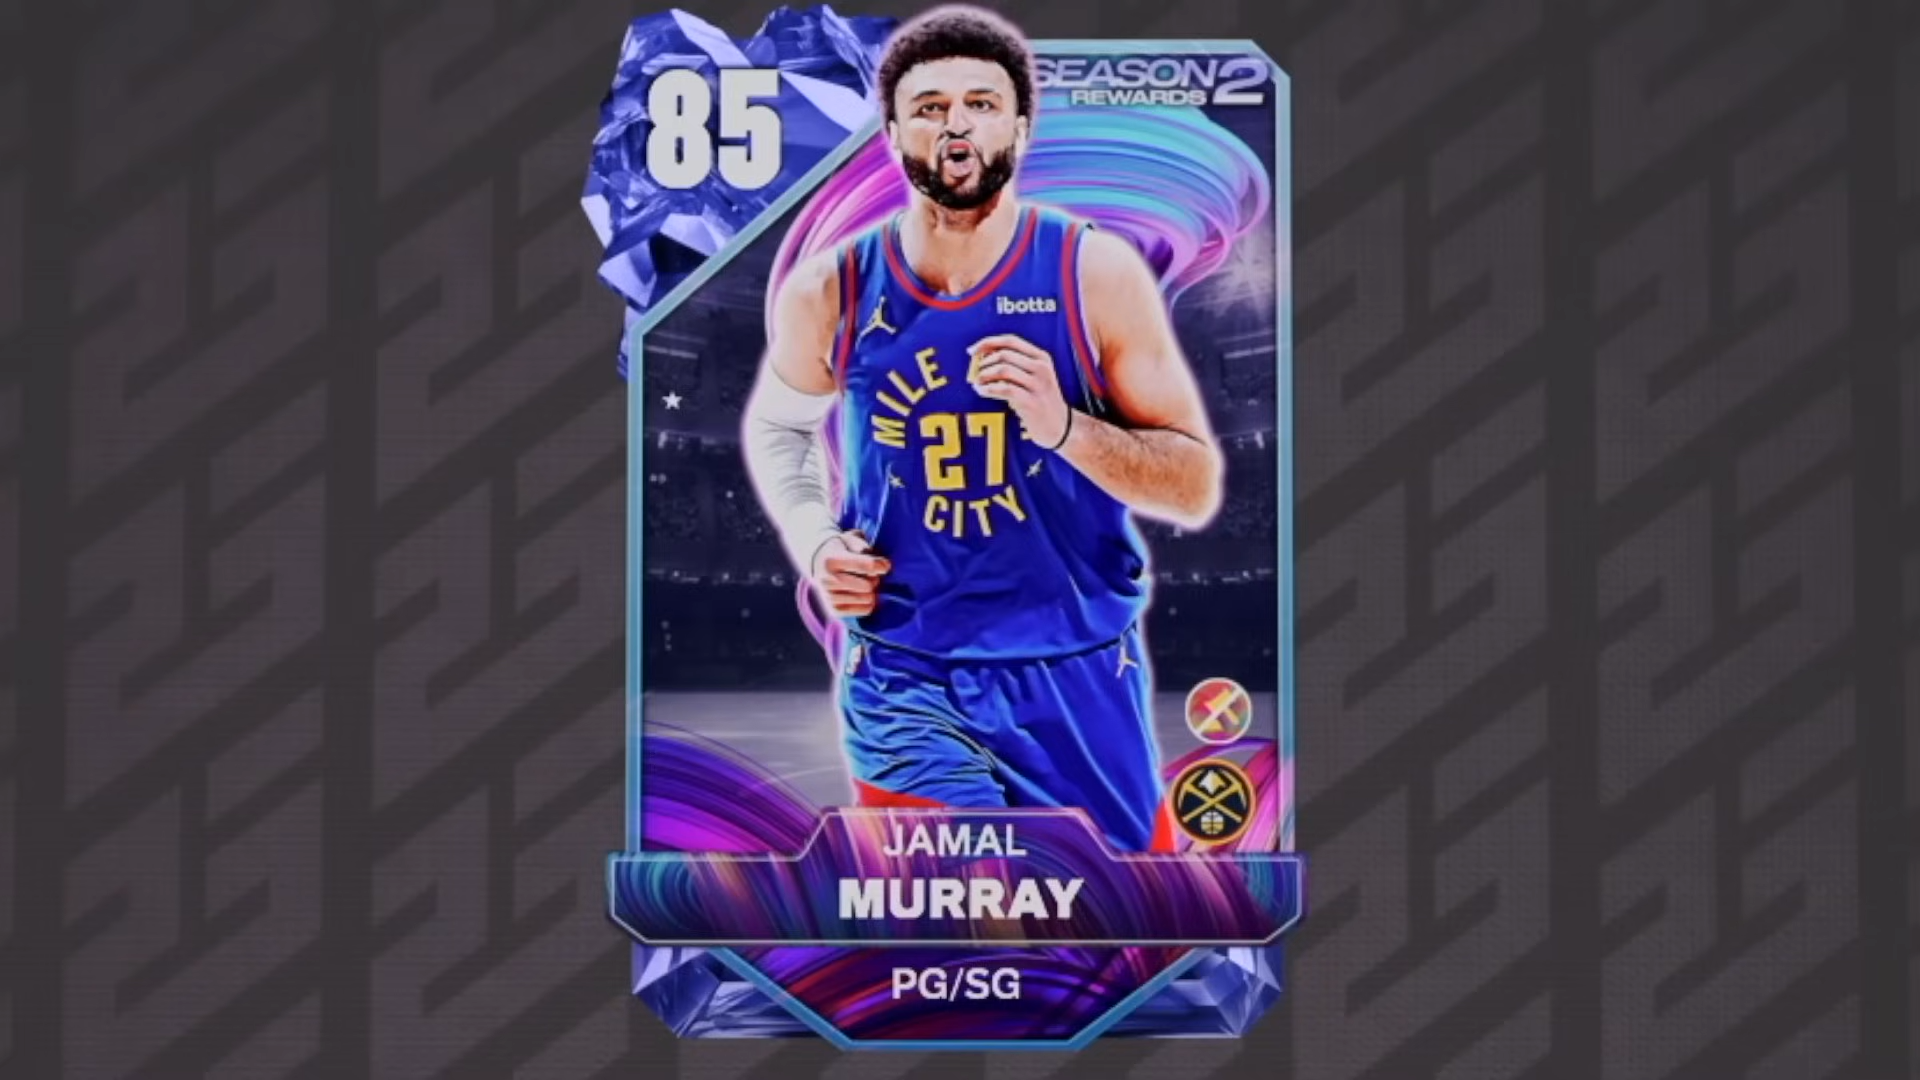 85
SEASON 2
REWARDS
ibotta
MILE
27
CITY
JAMAL
MURRAY
PG/SG